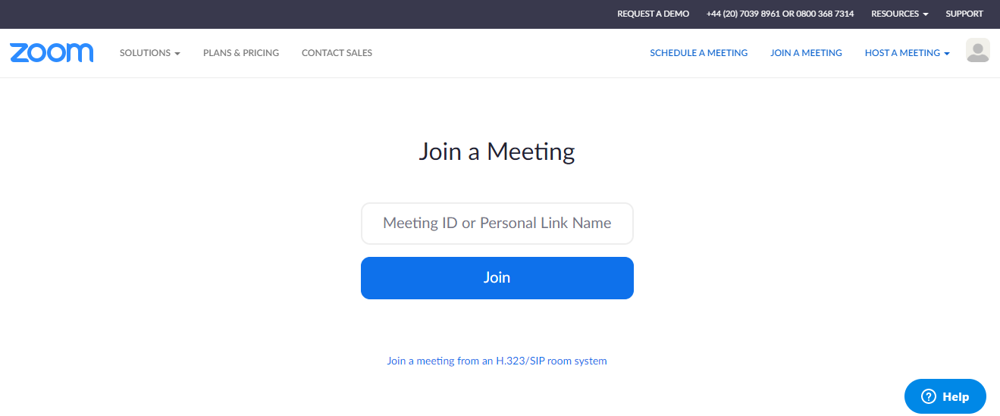 REQUEST A DEMO +44 (20) 7039 8961 OR 0800 368 7314 RESOURCES SUPPORT
zoom SOLUTIONS PLANS & PRICING CONTACT SALES SCHEDULE A MEETING JOIN A MEETING HOST A MEETING
Join a Meeting
Meeting ID or Personal Link Name
Join
Join a meeting from an H.323/SIP room system
Help